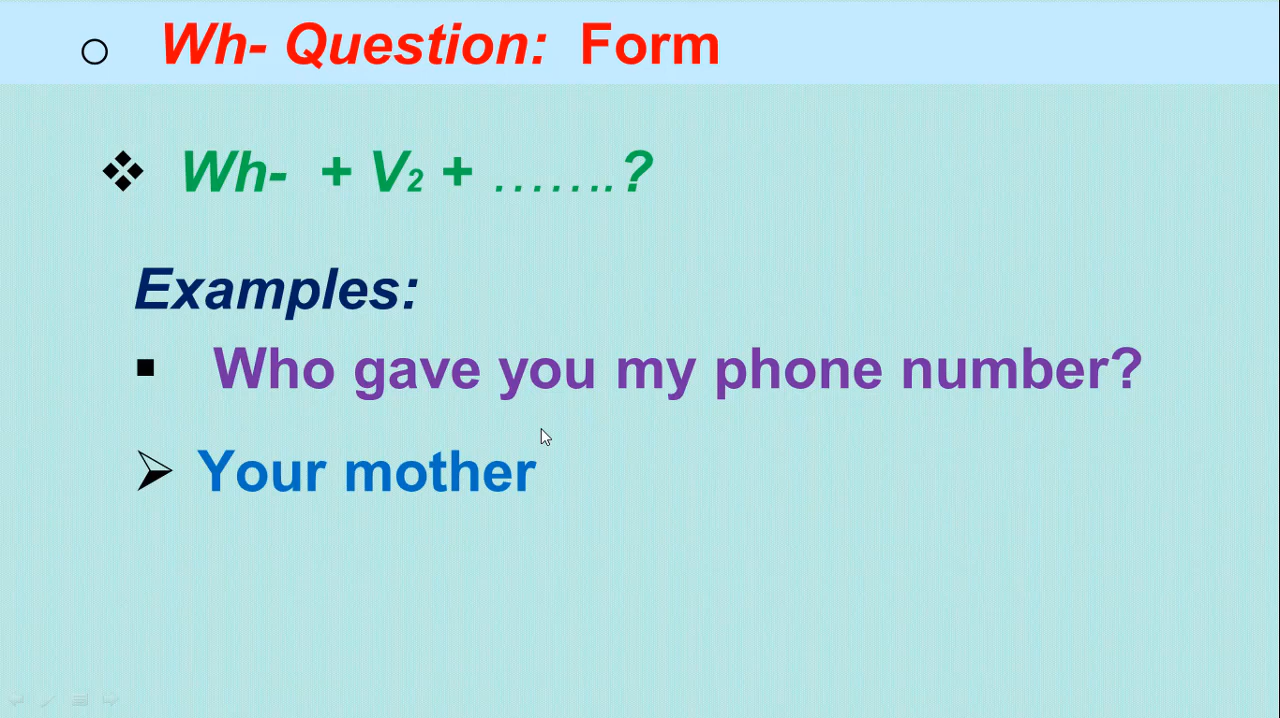 Wh- Question: Form
Wh- + V2 + …….?
Examples:
Who gave you my phone number?
Your mother